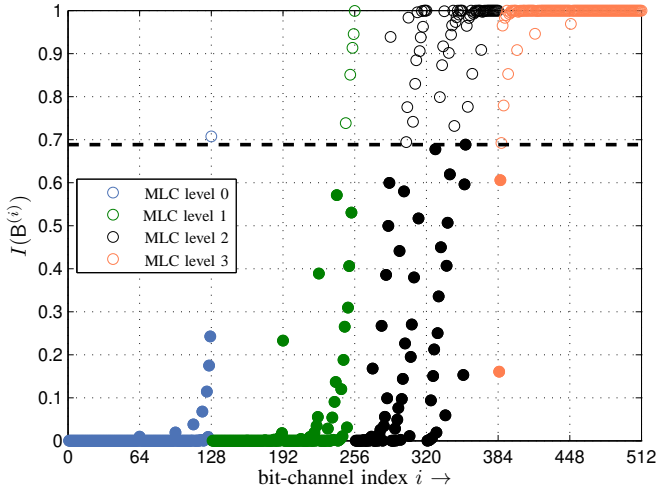 1
0.9
0.8
0.7
0.6
0.5
0.4
0.3
0.2
0.1
0
I(B^(i))
MLC level 0
MLC level 1
MLC level 2
MLC level 3
0 64 128 192 256 320 384 448 512
bit-channel index i →